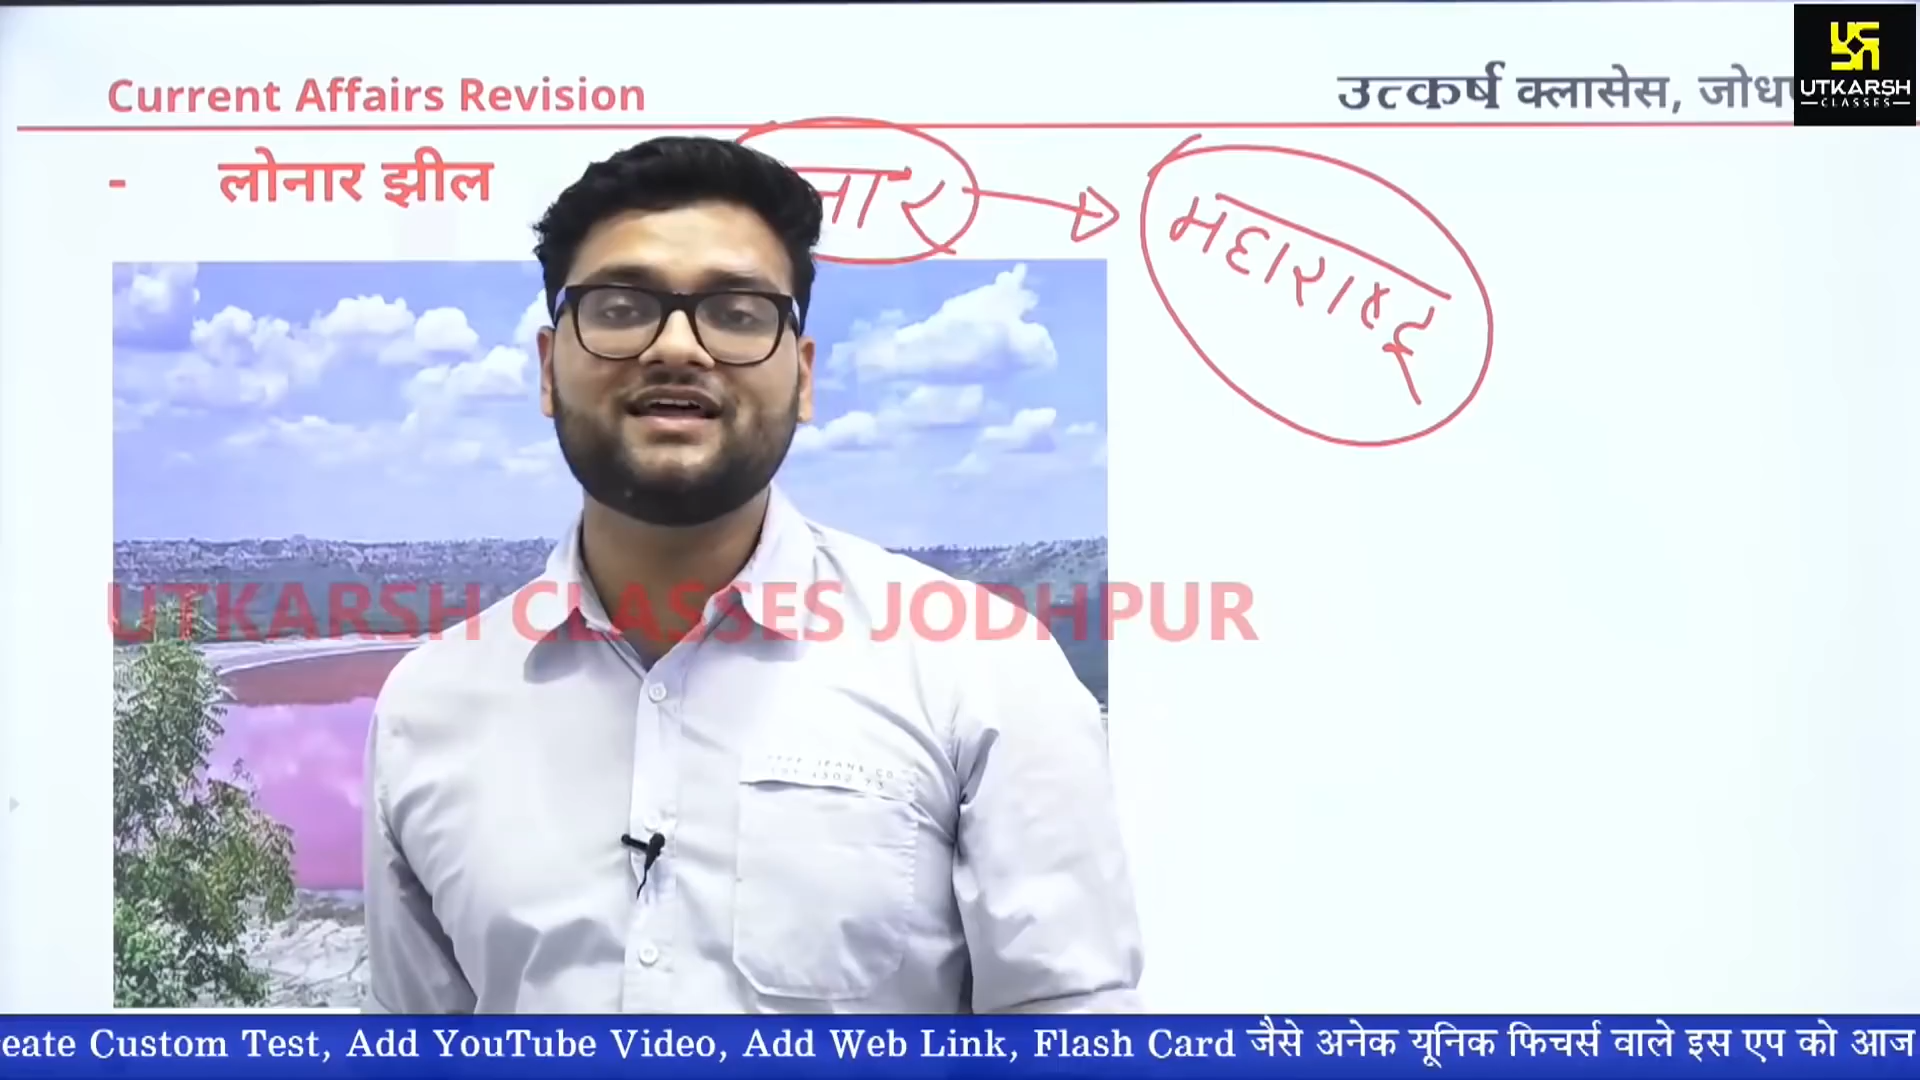 Current Affairs Revision
उत्कर्ष क्लासेस,
UTKARSH
CLASSES
- लोनार झील
नार
महाराष्ट्र
UTKARSH CLASSES JODHPUR
Create Custom Test, Add YouTube Video, Add Web Link, Flash Card जैसे अनेक यूनिक फिचर्स वाले इस एप को आज